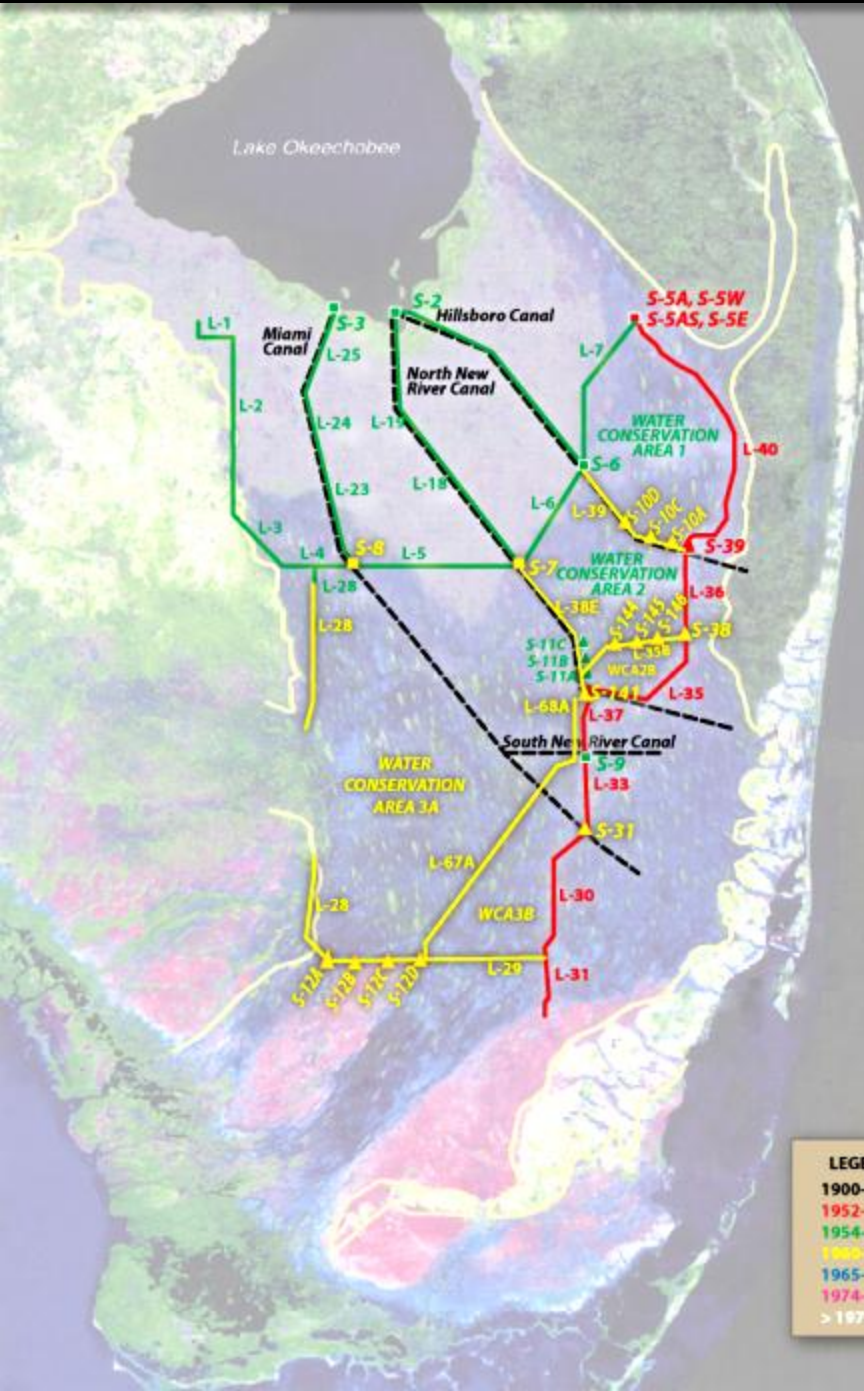 Lake Okeechobee
S-5A, S-5W
S-5AS, S-5E
S-2
Hillsboro Canal
S-3
L-1
Miami
Canal
L-25
L-7
North New
River Canal
L-2
L-24
L-19
WATER
CONSERVATION
AREA 1
L-40
S-6
L-23
L-18
L-39
S-10D
S-10C
S-10A
L-6
L-3
S-39
L-4
S-8
L-5
S-7
WATER
CONSERVATION
AREA 2
L-28
L-36
L-38E
L-28
S-144
S-145
S-146
S-38
S-11C
S-11B
S-11A
L-35B
WCA2B
S-141
L-35
L-68A
L-37
South New River Canal
S-9
WATER
CONSERVATION
AREA 3A
L-33
S-31
L-67A
L-28
L-30
WCA3B
S-12A
S-12B
S-12C
S-12D
L-29
L-31
LEGE
1900-
1952-
1954-
1960-
1965-
1974-
> 197